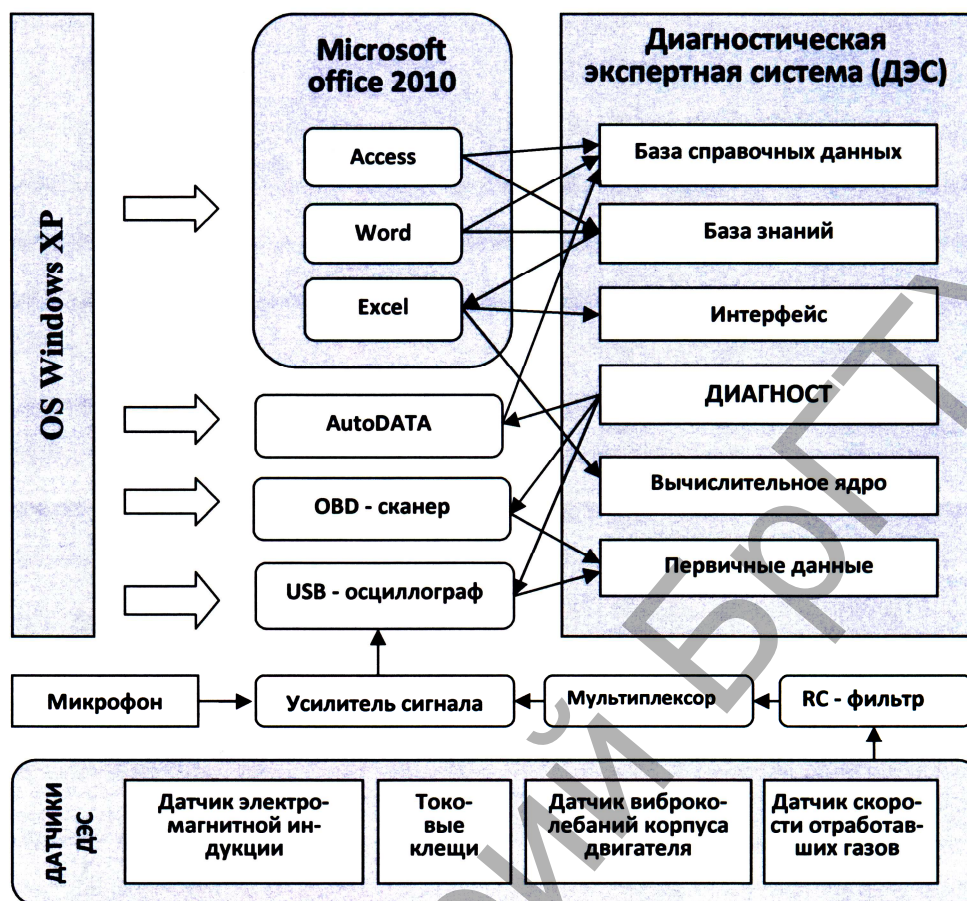 OS Windows XP
Microsoft
office 2010
Access
Word
Excel
AutoDATA
OBD - сканер
USB - осциллограф
Диагностическая
экспертная система (ДЭС)
База справочных данных
База знаний
Интерфейс
ДИАГНОСТ
Вычислительное ядро
Первичные данные
Микрофон
Усилитель сигнала
Мультиплексор
RC - фильтр
ДАТЧИКИ
ДЭС
Датчик электро-
магнитной ин-
дукции
Токо-
вые
клещи
Датчик виброко-
лебаний корпуса
двигателя
Датчик скоро-
сти отработав-
ших газов